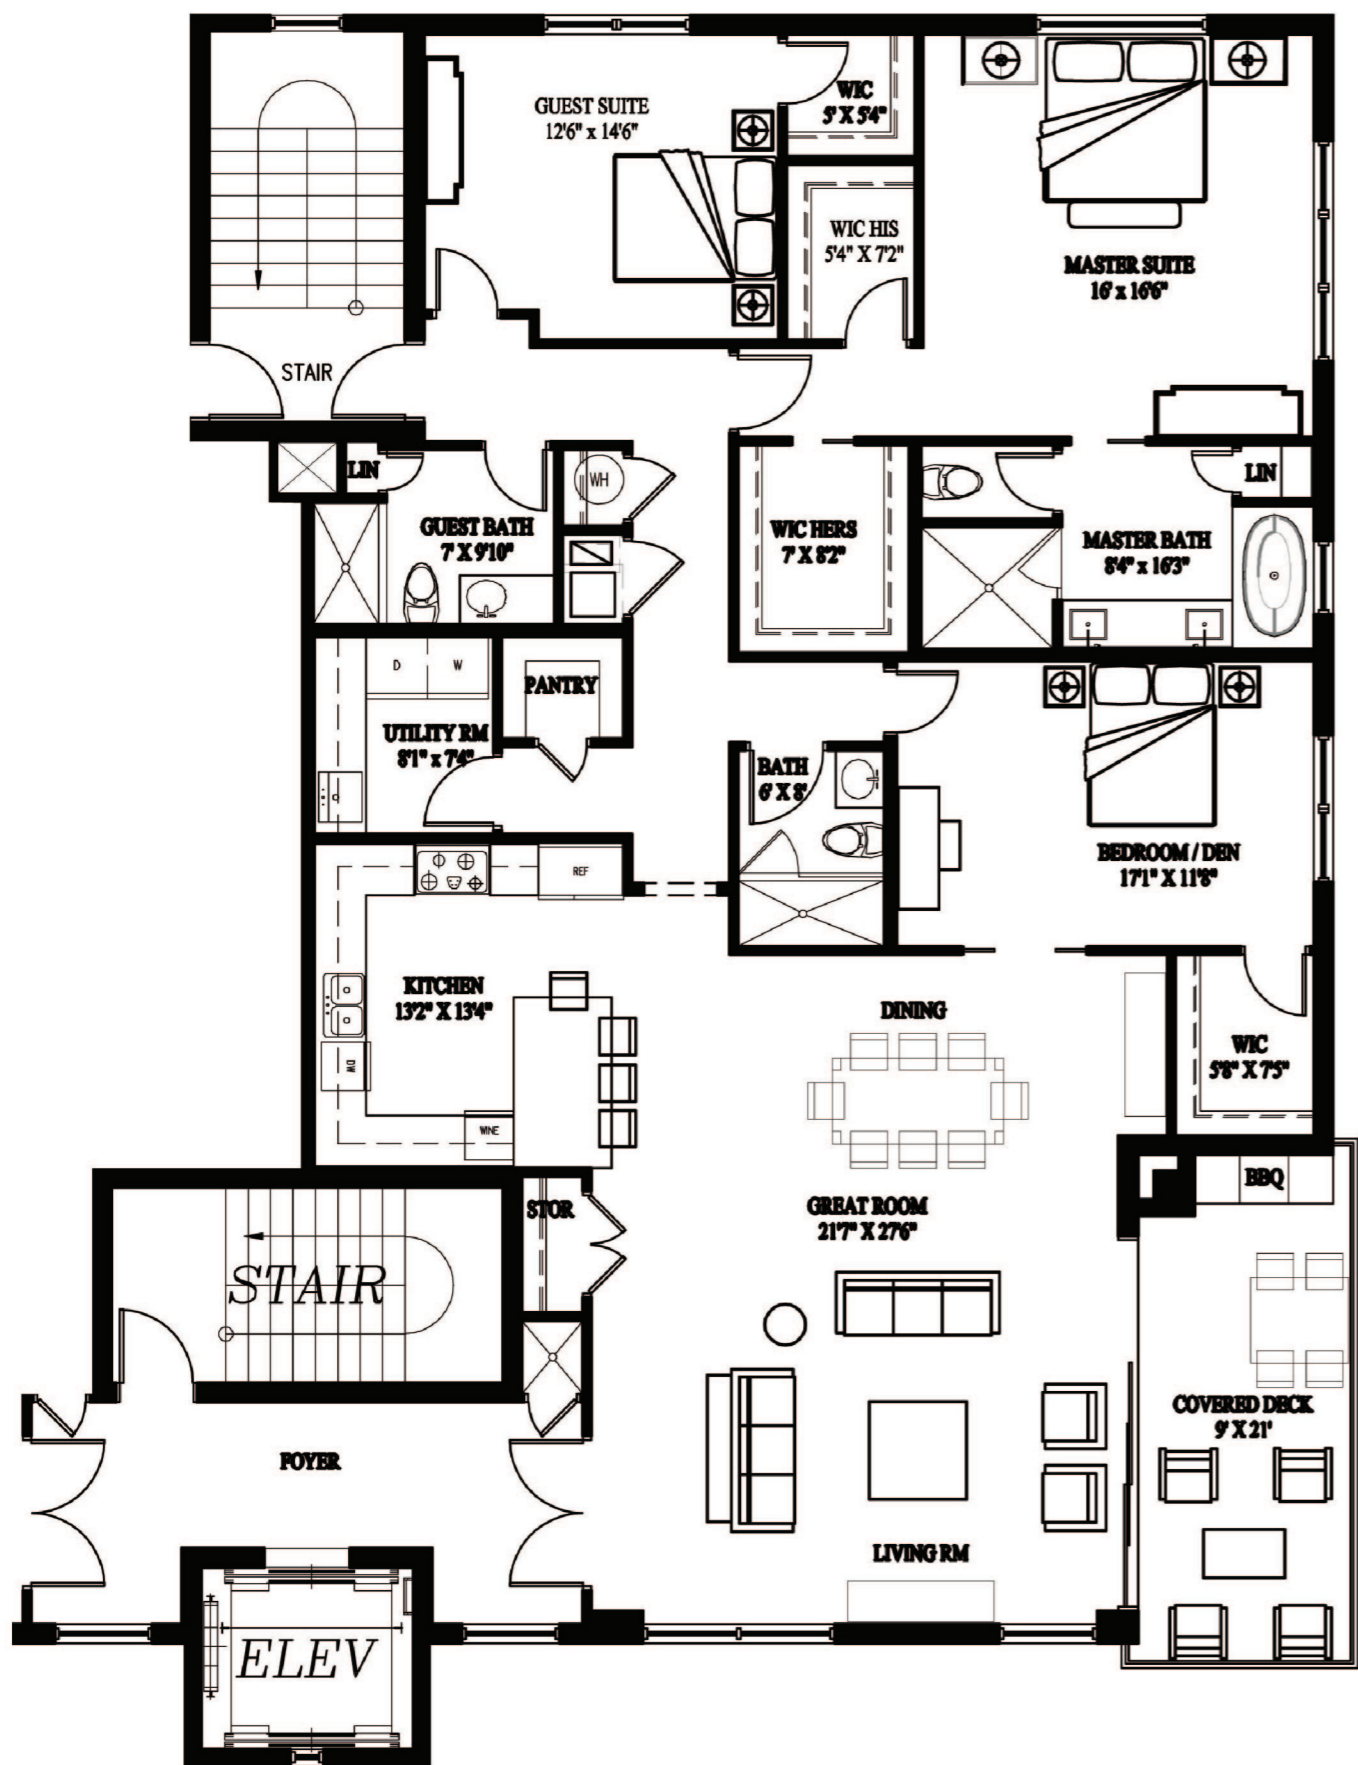 GUEST SUITE
12'6" x 14'6"
WIC
5' X 5'4"
WIC HIS
5'4" X 7'2"
MASTER SUITE
16' x 16'6"
STAIR
LIN
WH
GUEST BATH
7' X 9'10"
WIC HERS
7' X 8'2"
MASTER BATH
8'4" x 16'3"
LIN
D
W
PANTRY
UTILITY RM
8'1" x 7'4"
BATH
6' X 8'
BEDROOM / DEN
17'1" X 11'8"
REF
KITCHEN
13'2" X 13'4"
DW
WINE
DINING
WIC
5'8" X 7'5"
BBQ
STOR
GREAT ROOM
21'7" X 27'6"
STAIR
COVERED DECK
9' X 21'
FOYER
LIVING RM
ELEV